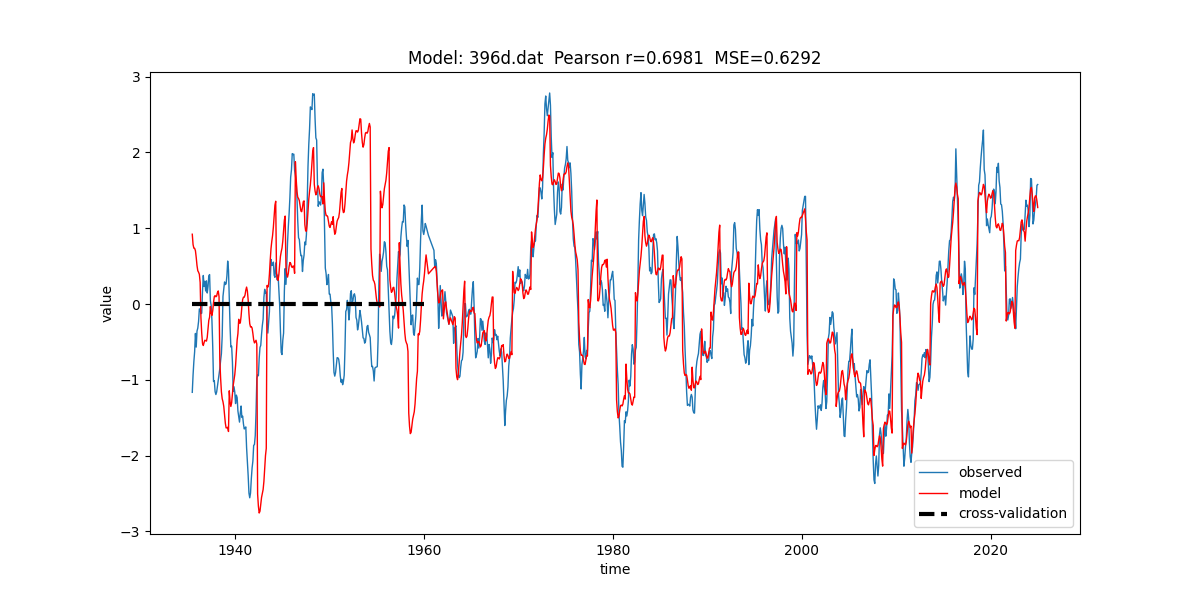 Model: 396d.dat  Pearson r=0.6981  MSE=0.6292
3
2
1
0
−1
−2
−3
value
1940
1960
1980
2000
2020
time
observed
model
cross-validation